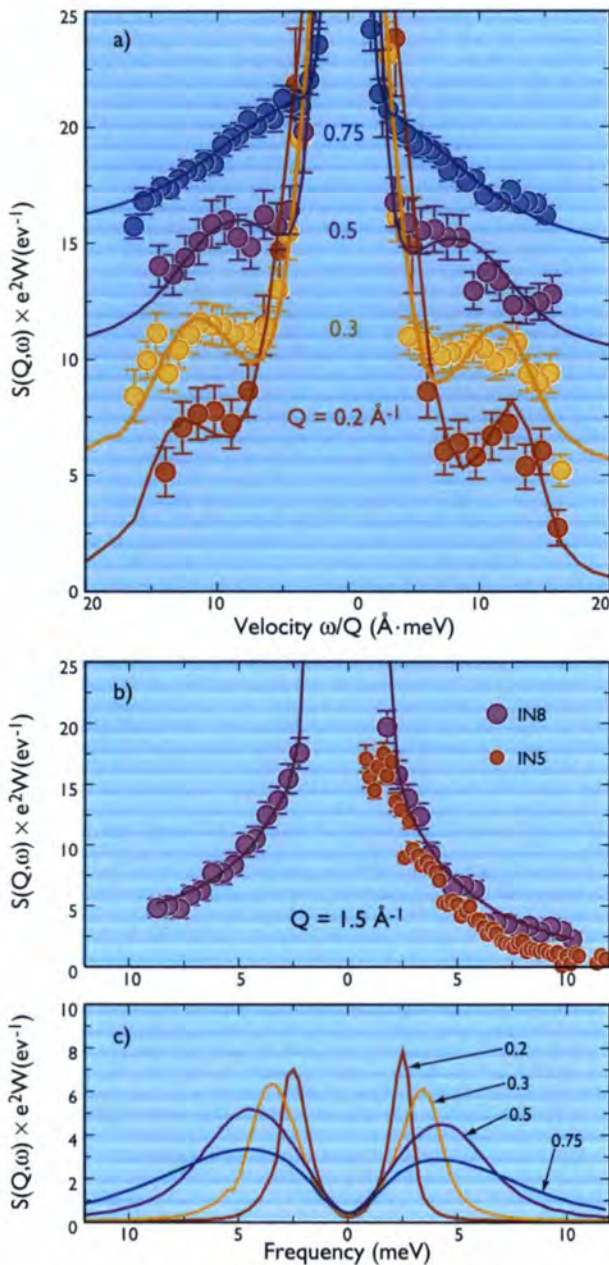 a)
25
20
15
10
5
0
S(Q,ω) × e²W(ev⁻¹)
0.75
0.5
0.3
Q = 0.2 Å⁻¹
20 10 0 10 20
Velocity ω/Q (Å·meV)
b)
25
20
15
10
5
0
S(Q,ω) × e²W(ev⁻¹)
IN8
IN5
Q = 1.5 Å⁻¹
10 5 0 5 10
c)
10
8
6
4
2
0
S(Q,ω) × e²W(ev⁻¹)
0.2
0.3
0.5
0.75
10 5 0 5 10
Frequency (meV)